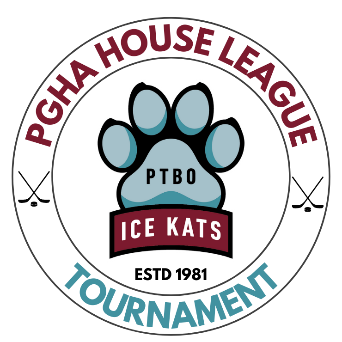 PGHA HOUSE LEAGUE
PTBO
ICE KATS
ESTD 1981
TOURNAMENT